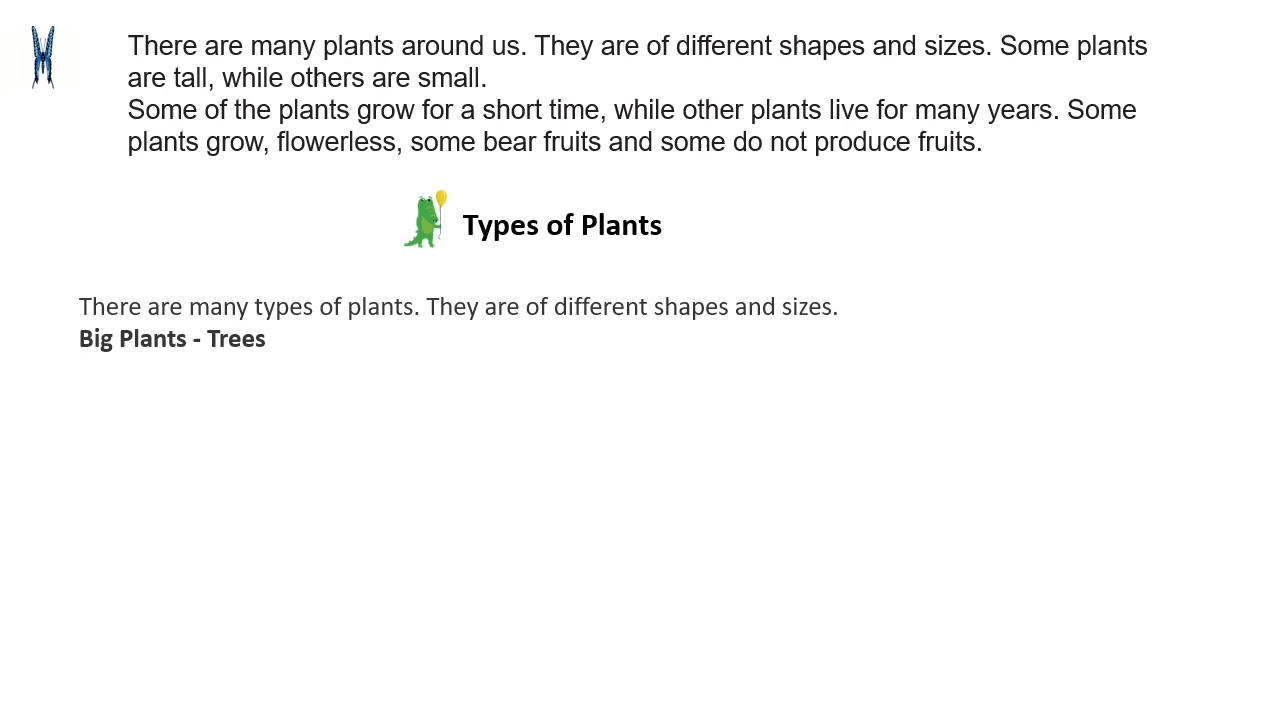 There are many plants around us. They are of different shapes and sizes. Some plants
are tall, while others are small.
Some of the plants grow for a short time, while other plants live for many years. Some
plants grow, flowerless, some bear fruits and some do not produce fruits.
Types of Plants
There are many types of plants. They are of different shapes and sizes.
Big Plants - Trees